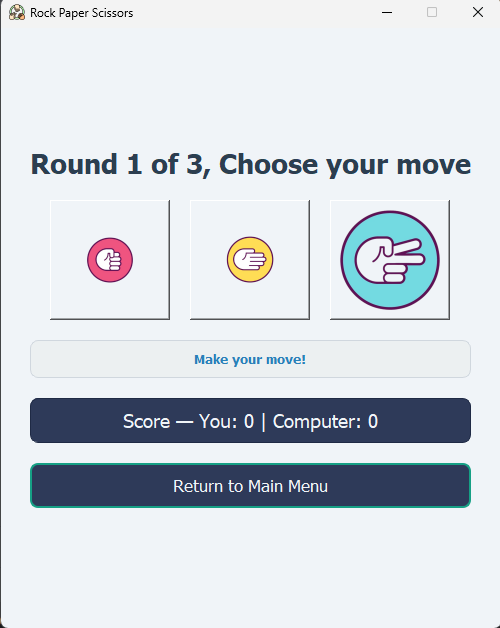 Rock Paper Scissors
Round 1 of 3, Choose your move
Make your move!
Score — You: 0 | Computer: 0
Return to Main Menu